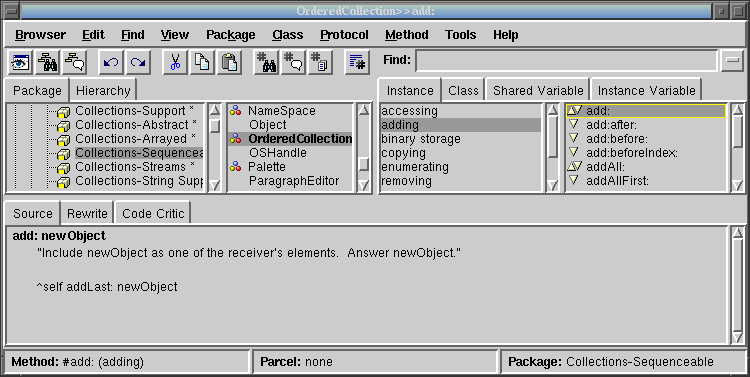 OrderedCollection>>add:
Browser Edit Find View Package Class Protocol Method Tools Help
Find:
Package Hierarchy Instance Class Shared Variable Instance Variable
Collections-Support * NameSpace accessing add:
Collections-Abstract * Object adding add:after:
Collections-Arrayed * OrderedCollection binary storage add:before:
Collections-Sequencea OSHandle copying add:beforeIndex:
Collections-Streams * Palette enumerating addAll:
Collections-String Supp ParagraphEditor removing addAllFirst:
Source Rewrite Code Critic
add: newObject
"Include newObject as one of the receiver's elements. Answer newObject."
^self addLast: newObject
Method: #add: (adding) Parcel: none Package: Collections-Sequenceable